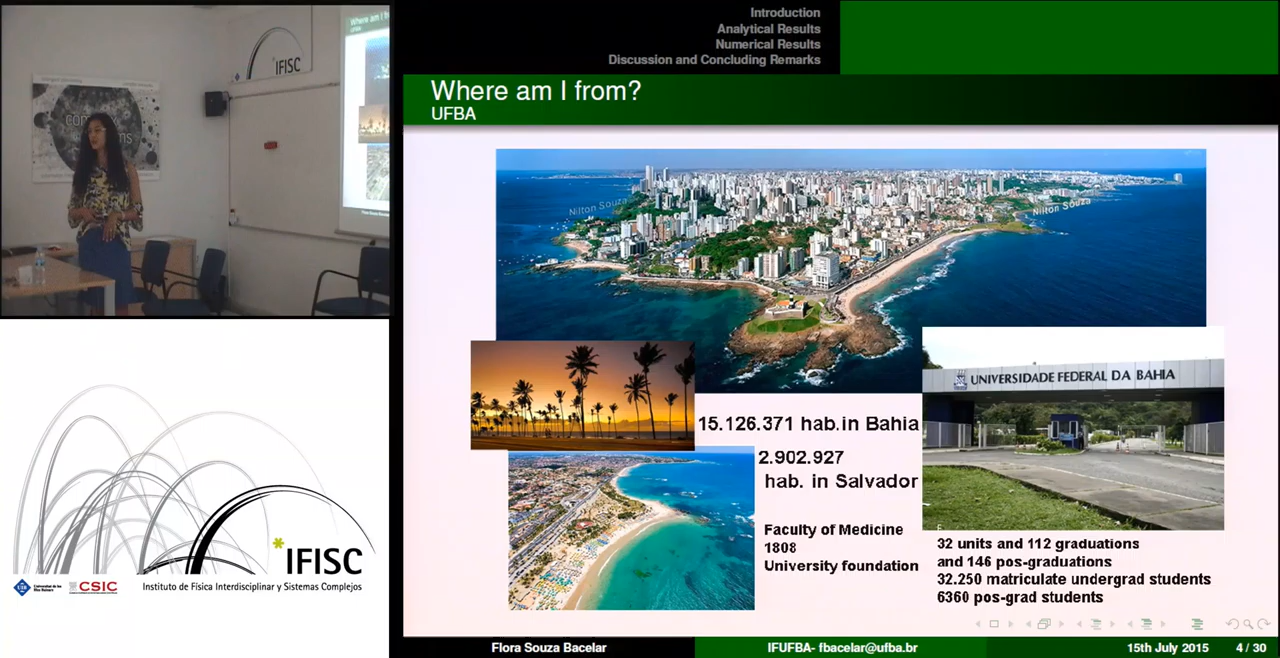 IFISC
Where am I from?
UFBA
IFISC
CSIC
Instituto de Física Interdisciplinar y Sistemas Complejos
Introduction
Analytical Results
Numerical Results
Discussion and Concluding Remarks
Where am I from?
UFBA
Nilton Souza
Nilton Souza
UNIVERSIDADE FEDERAL DA BAHIA
15.126.371 hab.in Bahia
2.902.927
hab. in Salvador
Faculty of Medicine
1808
University foundation
32 units and 112 graduations
and 146 pos-graduations
32.250 matriculate undergrad students
6360 pos-grad students
Flora Souza Bacelar
IFUFBA- fbacelar@ufba.br
15th July 2015
4 / 30